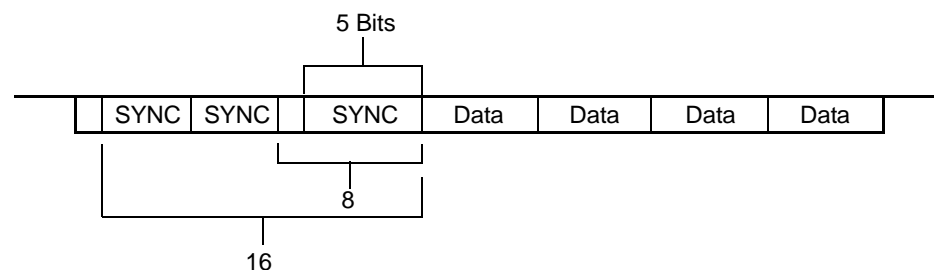 5 Bits
SYNC SYNC SYNC Data Data Data Data
8
16